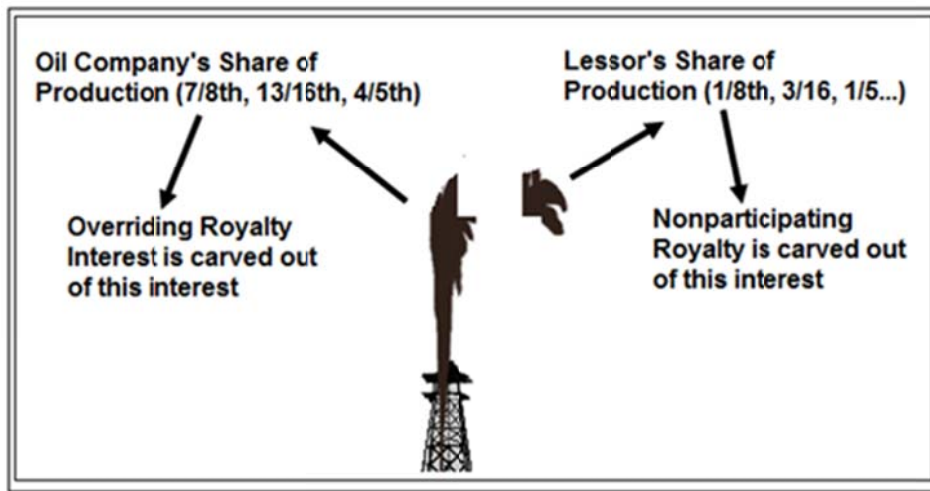 Oil Company's Share of
Production (7/8th, 13/16th, 4/5th)
Overriding Royalty
Interest is carved out
of this interest
Lessor's Share of
Production (1/8th, 3/16, 1/5...)
Nonparticipating
Royalty is carved out
of this interest